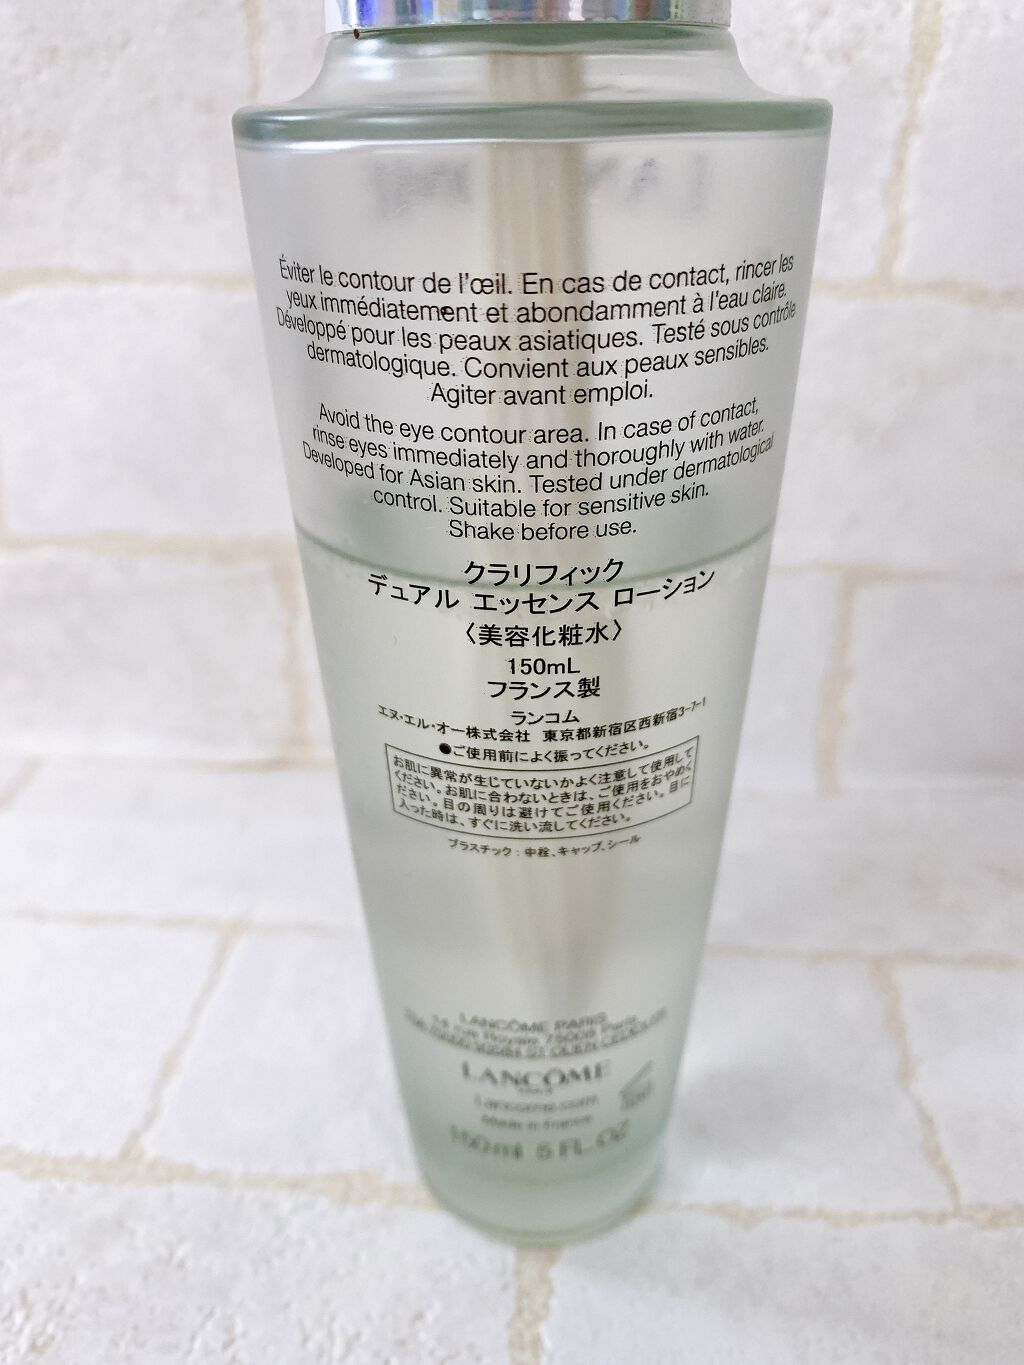 Éviter le contour de l'œil. En cas de contact, rincer les
yeux immédiatement et abondamment à l'eau claire.
Développé pour les peaux asiatiques. Testé sous contrôle
dermatologique. Convient aux peaux sensibles.
Agiter avant emploi.
Avoid the eye contour area. In case of contact,
rinse eyes immediately and thoroughly with water.
Developed for Asian skin. Tested under dermatological
control. Suitable for sensitive skin.
Shake before use.
クラリフィック
デュアル エッセンス ローション
〈美容化粧水〉
150mL
フランス製
ランコム
エヌ・エル・オー株式会社 東京都新宿区西新宿3-7-1
●ご使用前によく振ってください。
お肌に異常が生じていないかよく注意して使用して
ください。お肌に合わないときは、ご使用をおやめく
ださい。目の周りは避けてご使用ください。目に
入った時は、すぐに洗い流してください。
プラスチック：中栓、キャップ、シール
LANCÔME PARIS
14 rue Royale 75008 Paris
LANCÔME
Lancome.com
Made in France
150ml 5 FL. OZ